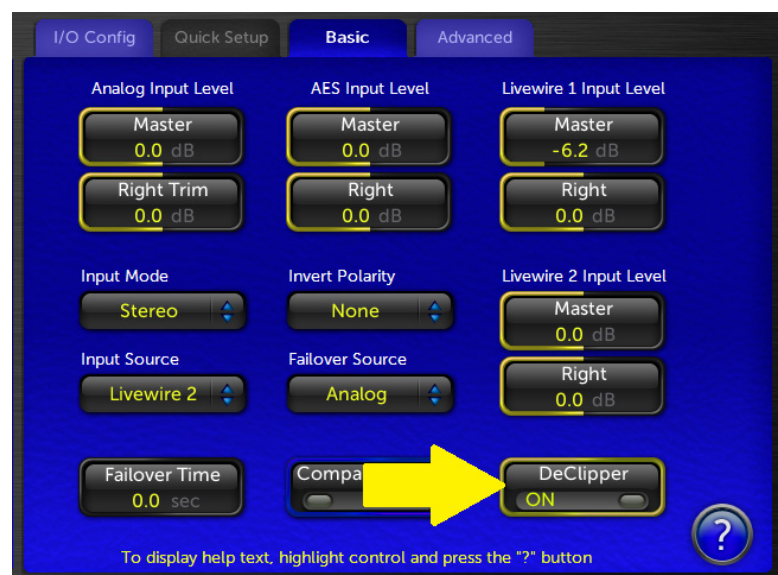 I/O Config Quick Setup Basic Advanced
Analog Input Level AES Input Level Livewire 1 Input Level
Master Master Master
0.0 dB 0.0 dB -6.2 dB
Right Trim Right Right
0.0 dB 0.0 dB 0.0 dB
Input Mode Invert Polarity Livewire 2 Input Level
Stereo None Master
0.0 dB
Input Source Failover Source Right
Livewire 2 Analog 0.0 dB
Failover Time DeClipper
0.0 sec ON
?
To display help text, highlight control and press the "?" button